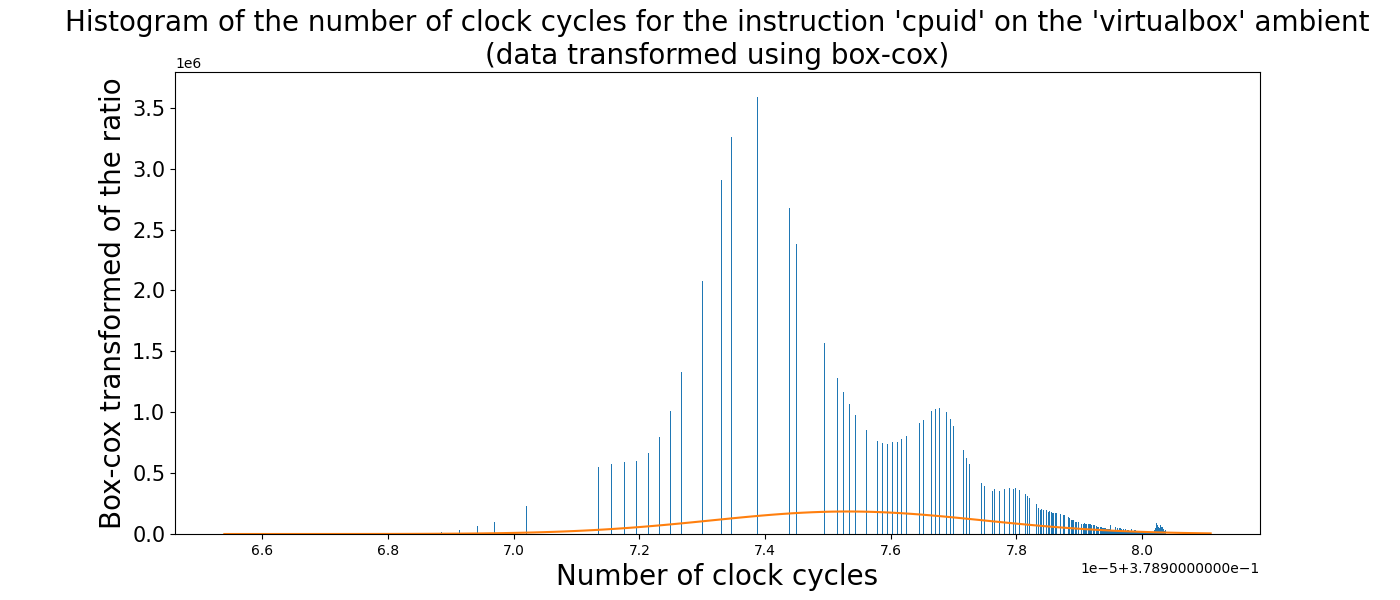 Histogram of the number of clock cycles for the instruction 'cpuid' on the 'virtualbox' ambient
(data transformed using box-cox)
1e6
Box-cox transformed of the ratio
3.5
3.0
2.5
2.0
1.5
1.0
0.5
0.0
6.6 6.8 7.0 7.2 7.4 7.6 7.8 8.0
1e-5+3.7890000000e-1
Number of clock cycles